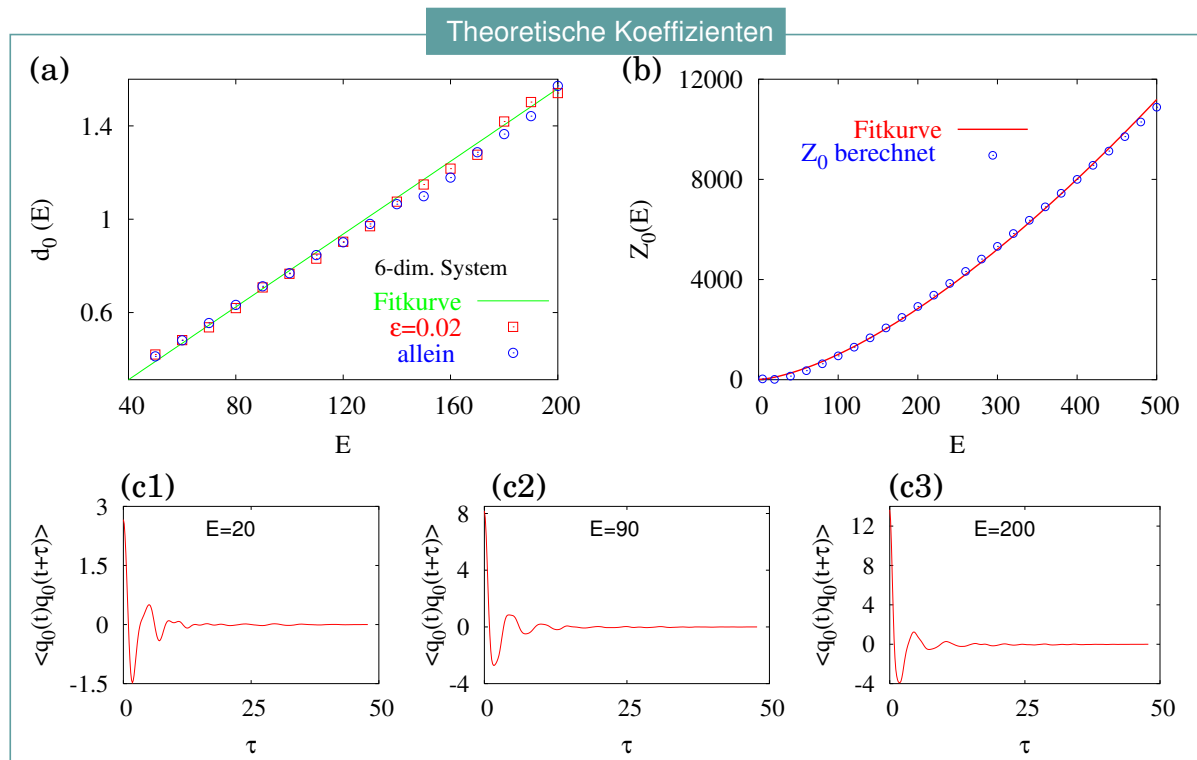 Theoretische Koeffizienten
(a)
d₀ (E)
1.4
1
0.6
40 80 120 160 200
E
6-dim. System
Fitkurve
ε=0.02
allein
(b)
Z₀(E)
12000
8000
4000
0
0 100 200 300 400 500
E
Fitkurve
Z₀ berechnet
(c1)
<q₀(t)q₀(t+τ)>
3
1.5
0
-1.5
E=20
0 25 50
τ
(c2)
<q₀(t)q₀(t+τ)>
8
4
0
-4
E=90
0 25 50
τ
(c3)
<q₀(t)q₀(t+τ)>
12
8
4
0
-4
E=200
0 25 50
τ